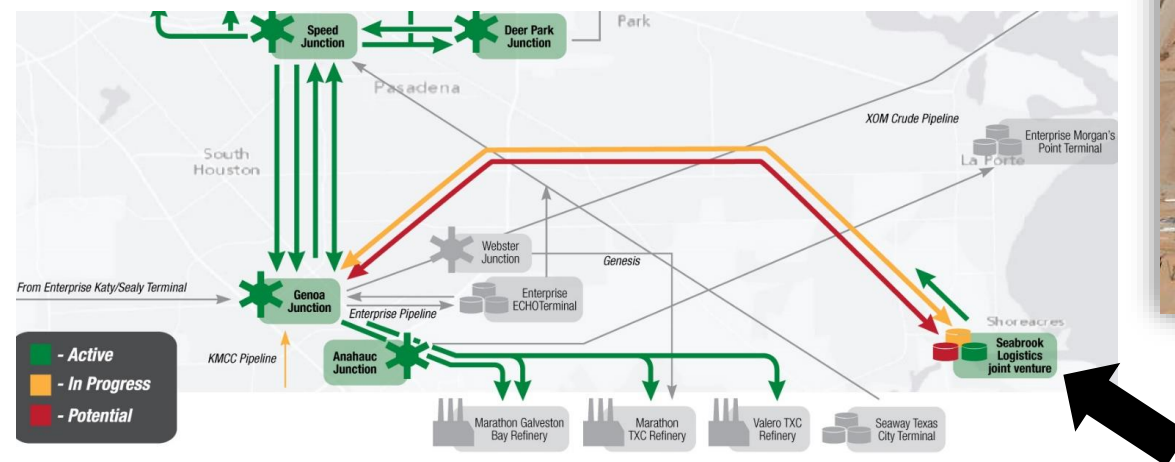 Speed
Junction
Deer Park
Junction
Park
Pasadena
XOM Crude Pipeline
Enterprise Morgan's
Point Terminal
La Porte
South
Houston
Webster
Junction
Genesis
From Enterprise Katy/Sealy Terminal
Genoa
Junction
Enterprise
ECHOTerminal
Enterprise Pipeline
Shoreacres
Seabrook
Logistics
joint venture
- Active
- In Progress
- Potential
KMCC Pipeline
Anahauc
Junction
Marathon Galveston
Bay Refinery
Marathon
TXC Refinery
Valero TXC
Refinery
Seaway Texas
City Terminal